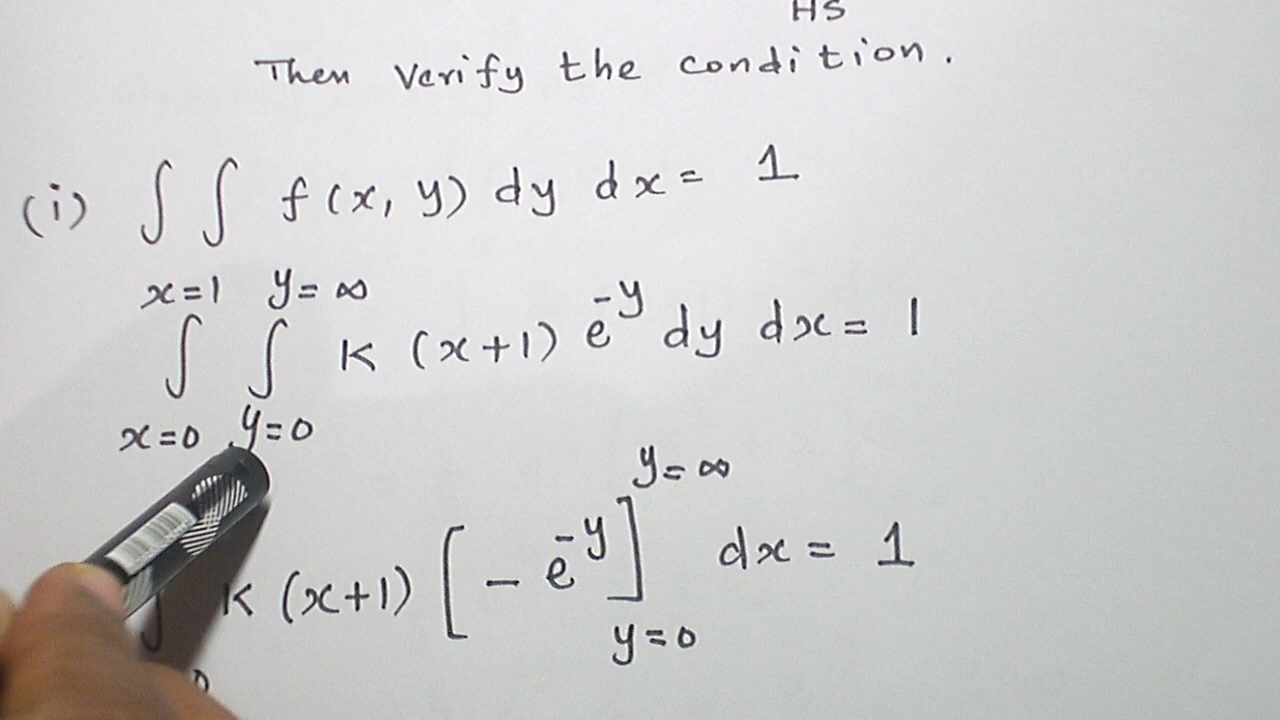 HS
Then Verify the condition.
(i) ∫ ∫ f(x, y) dy dx = 1
x=1 y=∞
∫ ∫ K (x+1) e^{-y} dy dx = 1
x=0 y=0
y=∞
∫ K (x+1) [-e^{-y}] dx = 1
y=0
0